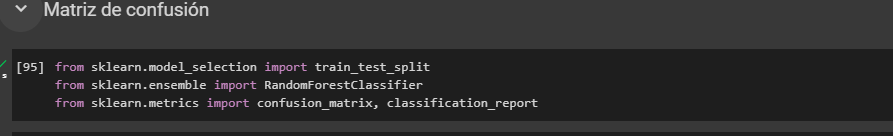 Matriz de confusión
[95] from sklearn.model_selection import train_test_split
from sklearn.ensemble import RandomForestClassifier
from sklearn.metrics import confusion_matrix, classification_report
s